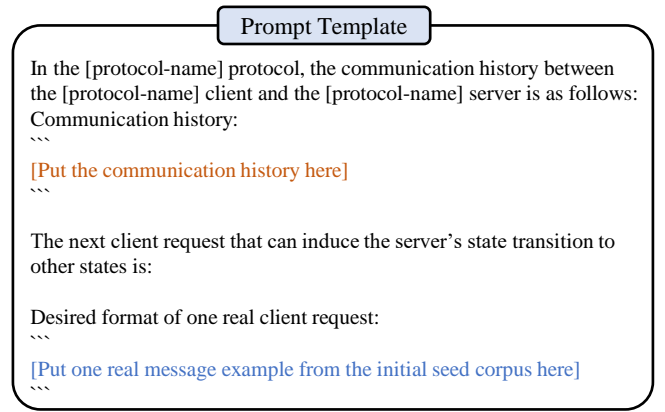 Prompt Template
In the [protocol-name] protocol, the communication history between
the [protocol-name] client and the [protocol-name] server is as follows:
Communication history:
```
[Put the communication history here]
```
The next client request that can induce the server’s state transition to
other states is:
Desired format of one real client request:
```
[Put one real message example from the initial seed corpus here]
```